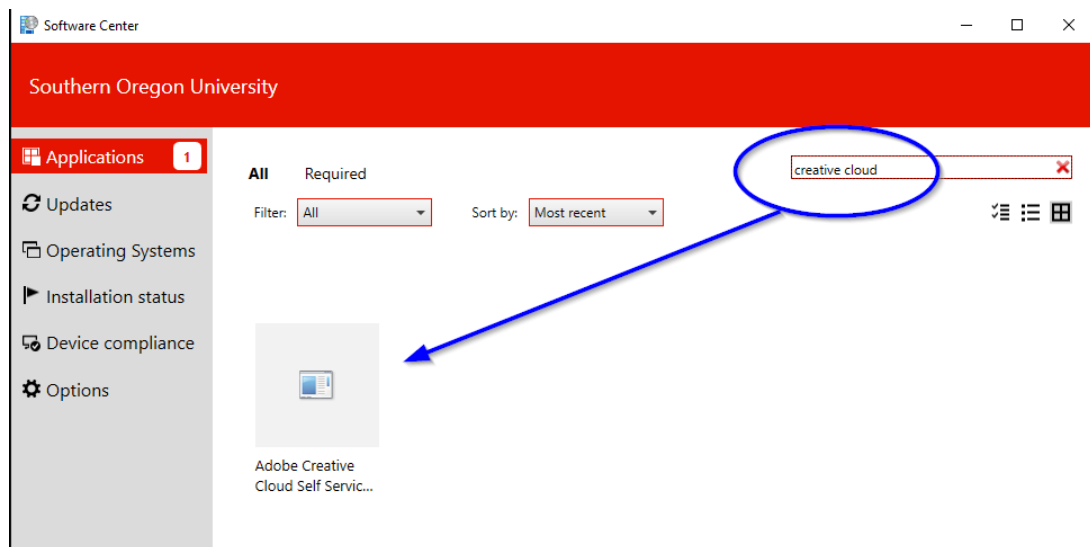 Software Center
Southern Oregon University
Applications 1
Updates
Operating Systems
Installation status
Device compliance
Options
All Required
creative cloud
Filter: All Sort by: Most recent
Adobe Creative
Cloud Self Servic...